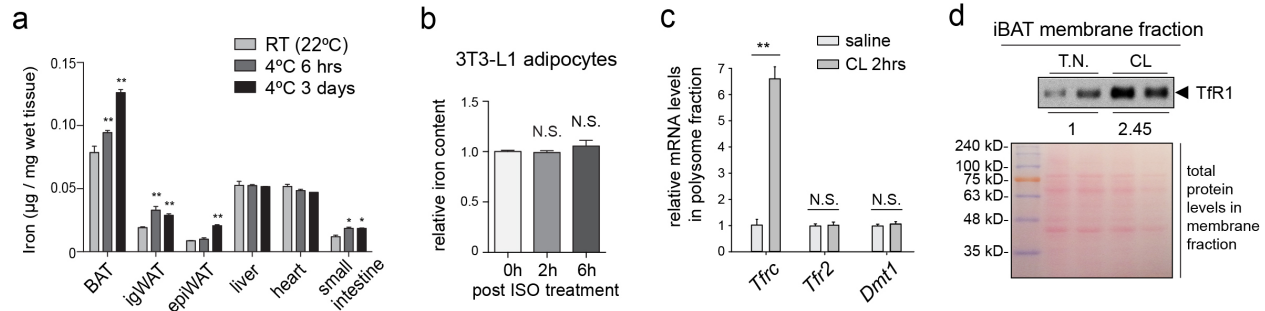 a
RT (22ºC)
4ºC 6 hrs
4ºC 3 days
Iron (μg / mg wet tissue)
0.15
0.10
0.05
0
**
**
**
**
**
*
*
BAT
igWAT
epiWAT
liver
heart
small
intestine
b
3T3-L1 adipocytes
relative iron content
1.5
1.0
0.5
0
N.S.
N.S.
0h
2h
6h
post ISO treatment
c
saline
CL 2hrs
relative mRNA levels
in polysome fraction
7
6
5
4
3
2
1
0
**
N.S.
N.S.
Tfrc
Tfr2
Dmt1
d
iBAT membrane fraction
T.N.
CL
TfR1
1
2.45
240 kD-
100 kD-
75 kD-
63 kD-
48 kD-
35 kD-
total
protein
levels in
membrane
fraction